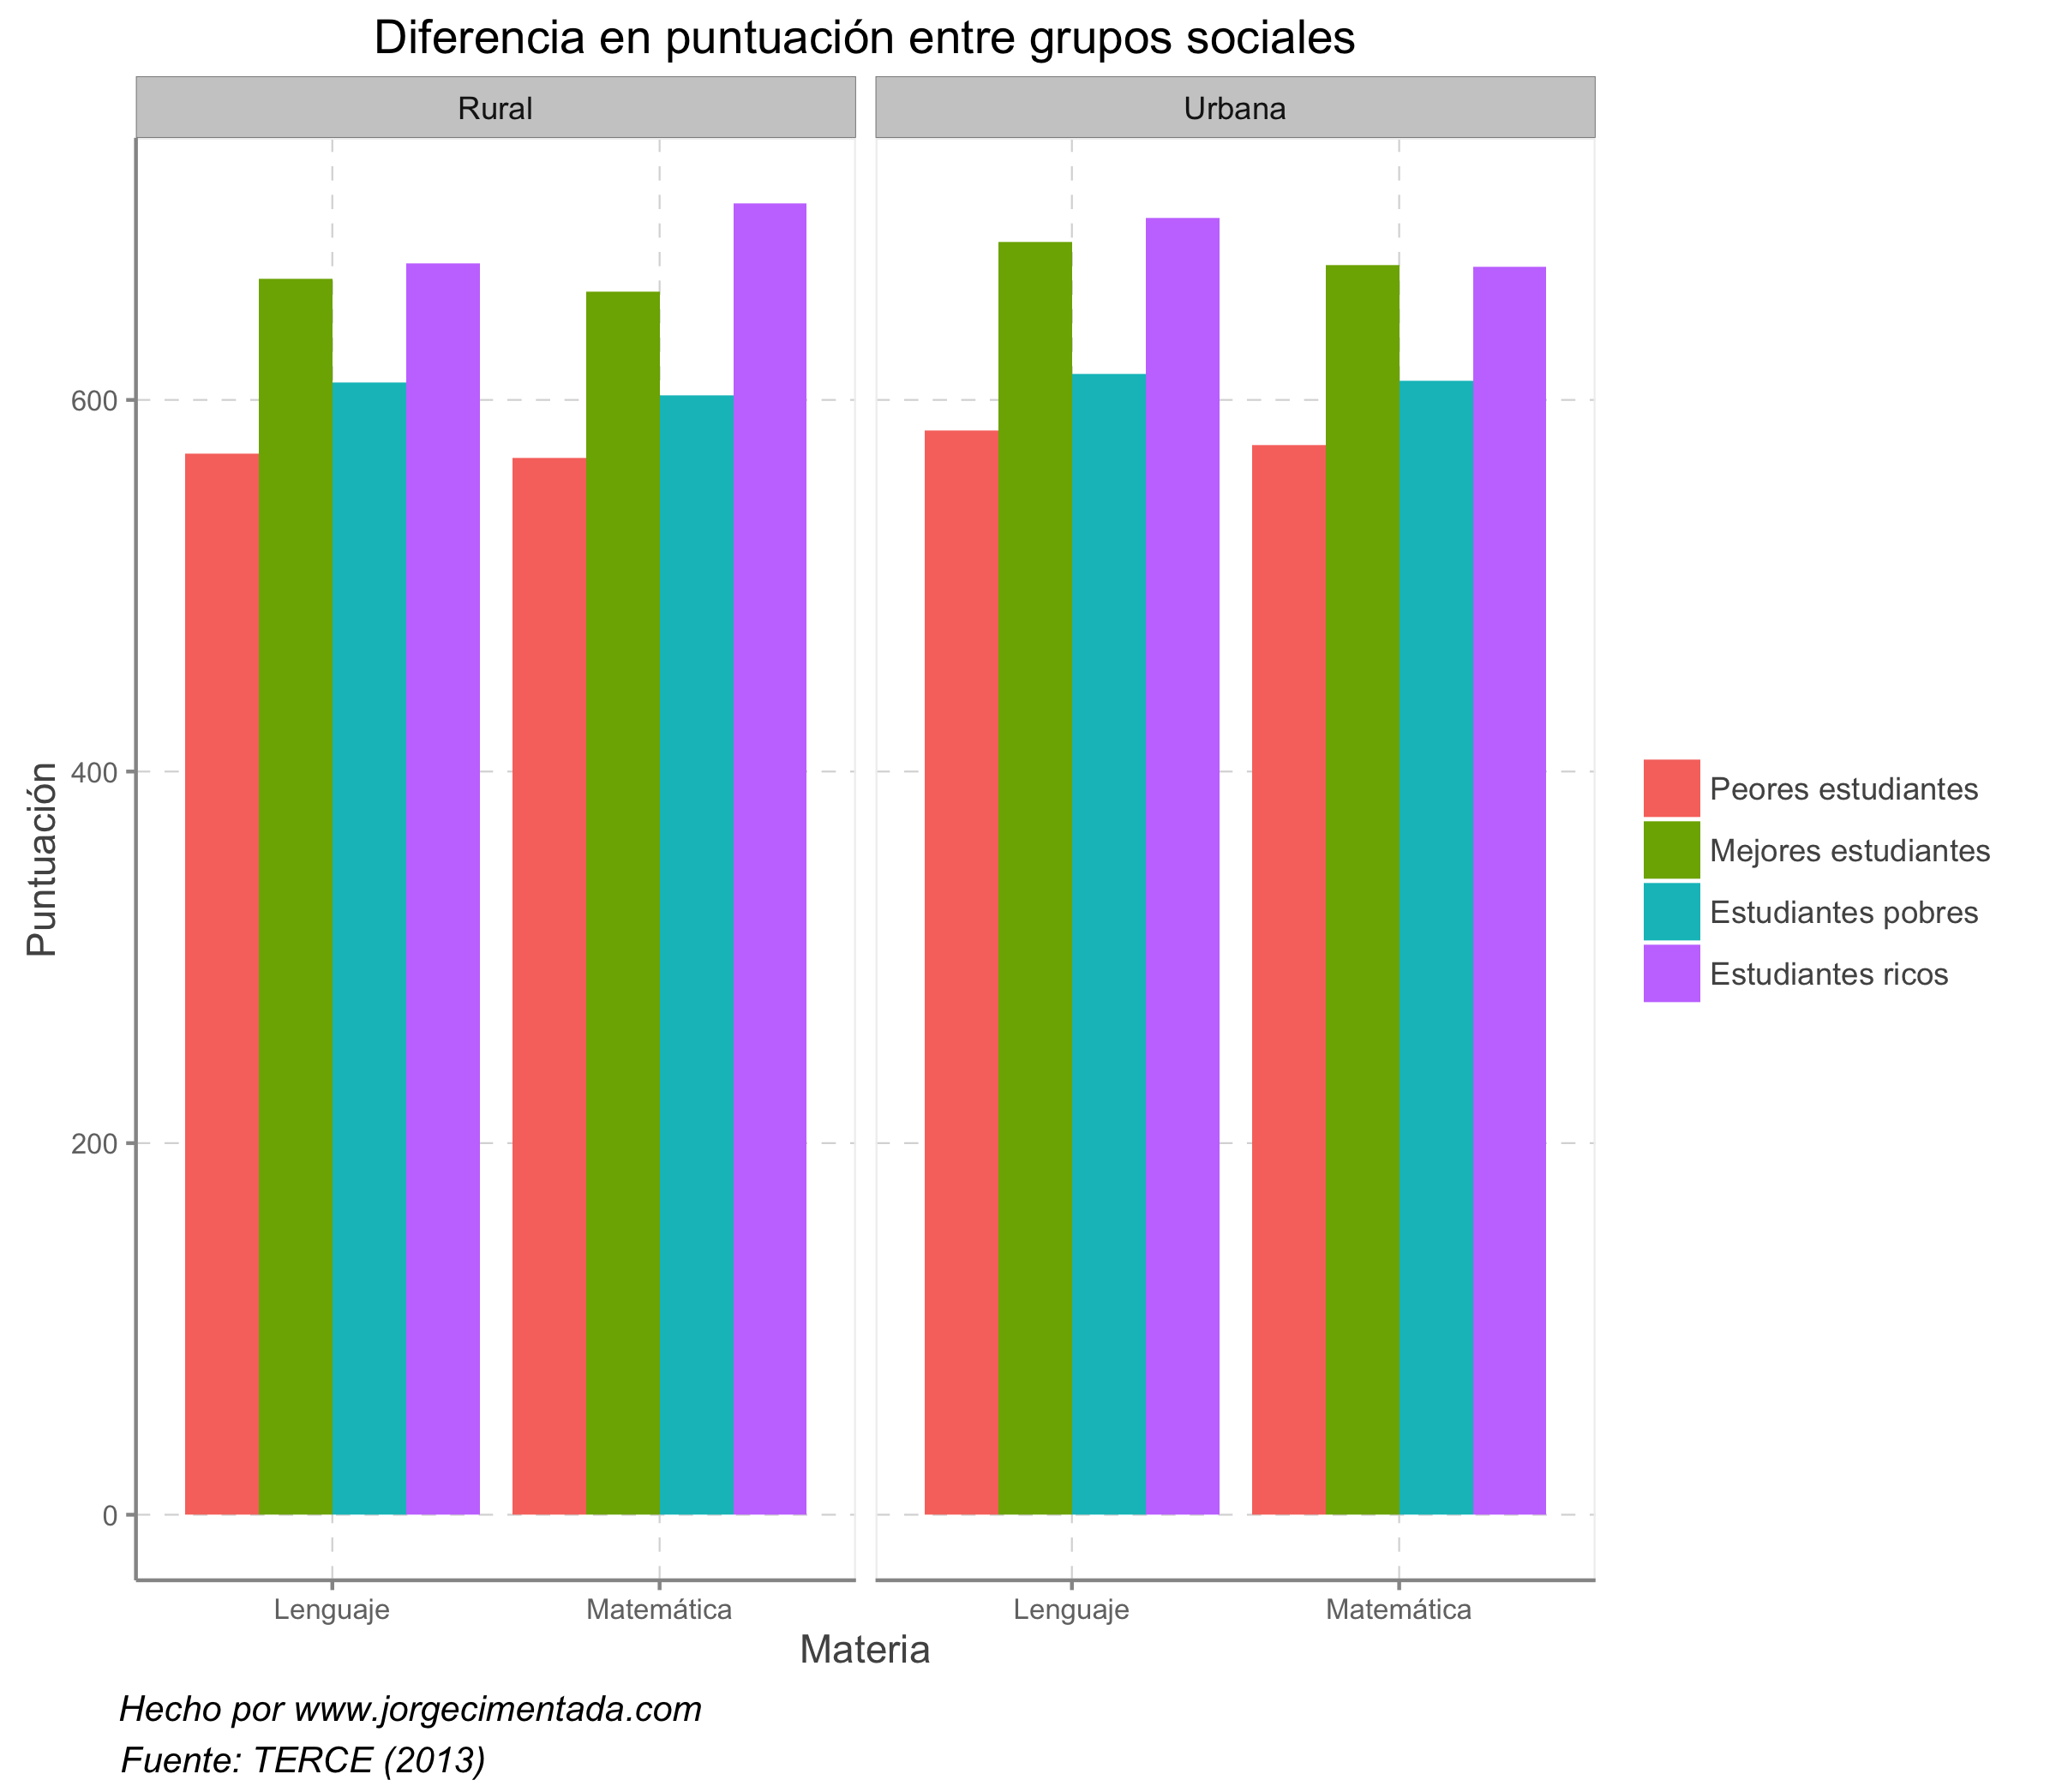 Diferencia en puntuación entre grupos sociales
Rural
Urbana
Puntuación
600
400
200
0
Lenguaje
Matemática
Lenguaje
Matemática
Materia
Peores estudiantes
Mejores estudiantes
Estudiantes pobres
Estudiantes ricos
Hecho por www.jorgecimentada.com
Fuente: TERCE (2013)